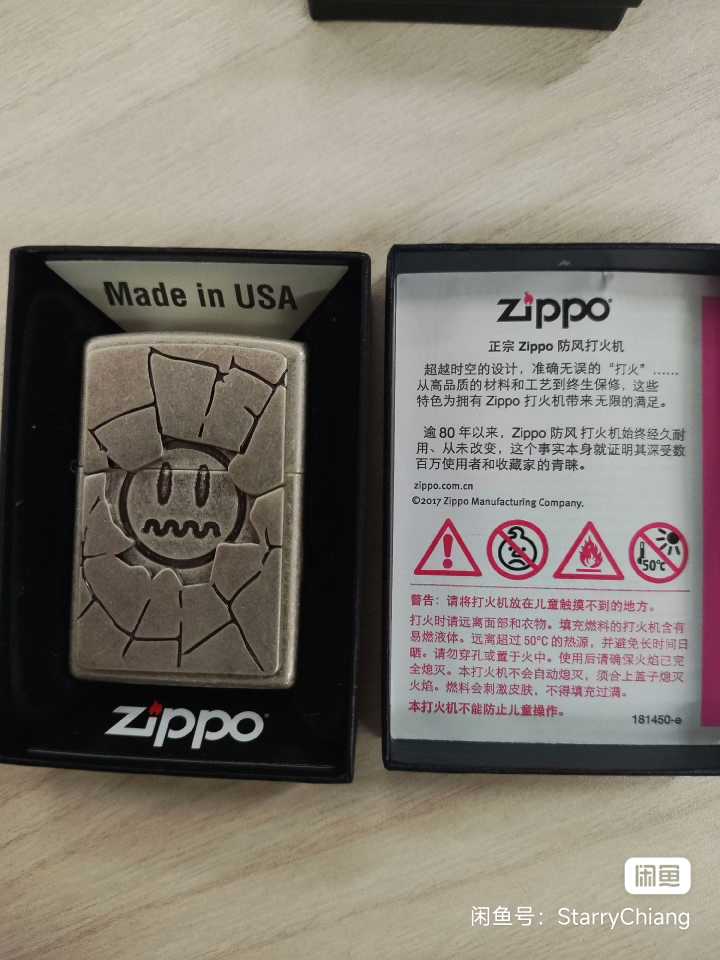 Made in USA
zippo
zippo
正宗 Zippo 防风打火机
超越时空的设计，准确无误的“打火”……
从高品质的材料和工艺到终生保修，这些
特色为拥有 Zippo 打火机带来无限的满足。
逾 80 年以来，Zippo 防风 打火机始终经久耐
用、从未改变，这个事实本身就证明其深受数
百万使用者和收藏家的青睐。
zippo.com.cn
©2017 Zippo Manufacturing Company.
50℃
警告：请将打火机放在儿童触摸不到的地方。
打火时请远离面部和衣物。填充燃料的打火机含有
易燃液体。远离超过 50℃ 的热源，并避免长时间日
晒。请勿穿孔或置于火中。使用后请确保火焰已完
全熄灭。本打火机不会自动熄灭，须合上盖子熄灭
火焰。燃料会刺激皮肤，不得填充过满。
本打火机不能防止儿童操作。
181450-e
闲鱼
闲鱼号：StarryChiang